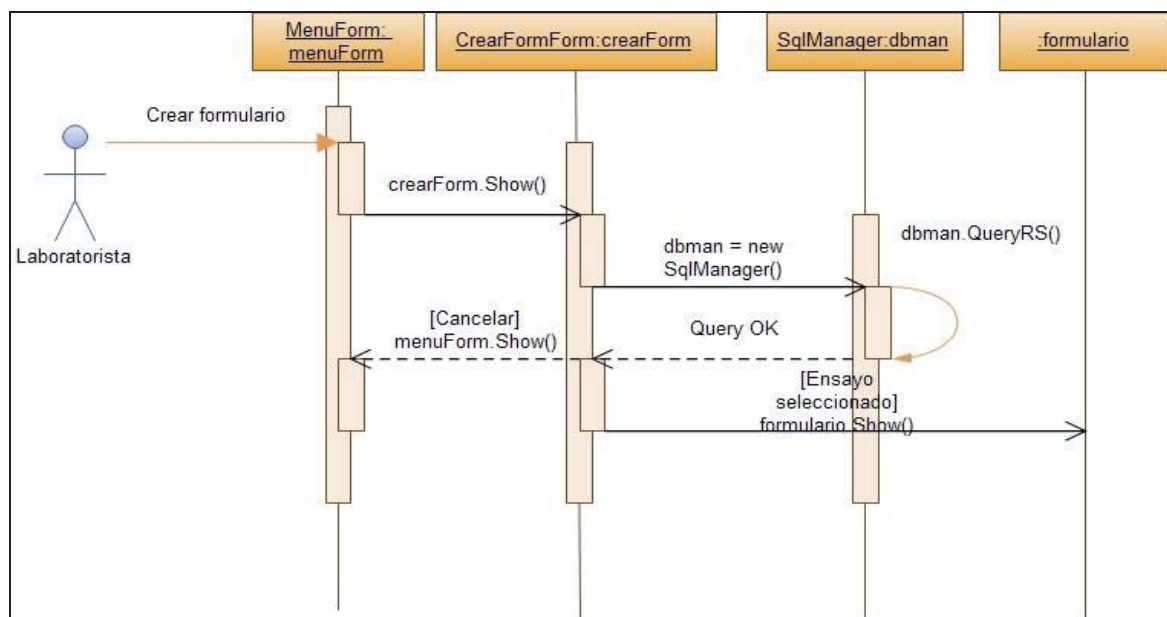 MenuForm:
menuForm
CrearFormForm:crearForm
SqlManager:dbman
:formulario
Crear formulario
Laboratorista
crearForm.Show()
dbman = new
SqlManager()
dbman.QueryRS()
[Cancelar]
menuForm.Show()
Query OK
[Ensayo
seleccionado]
formulario.Show()